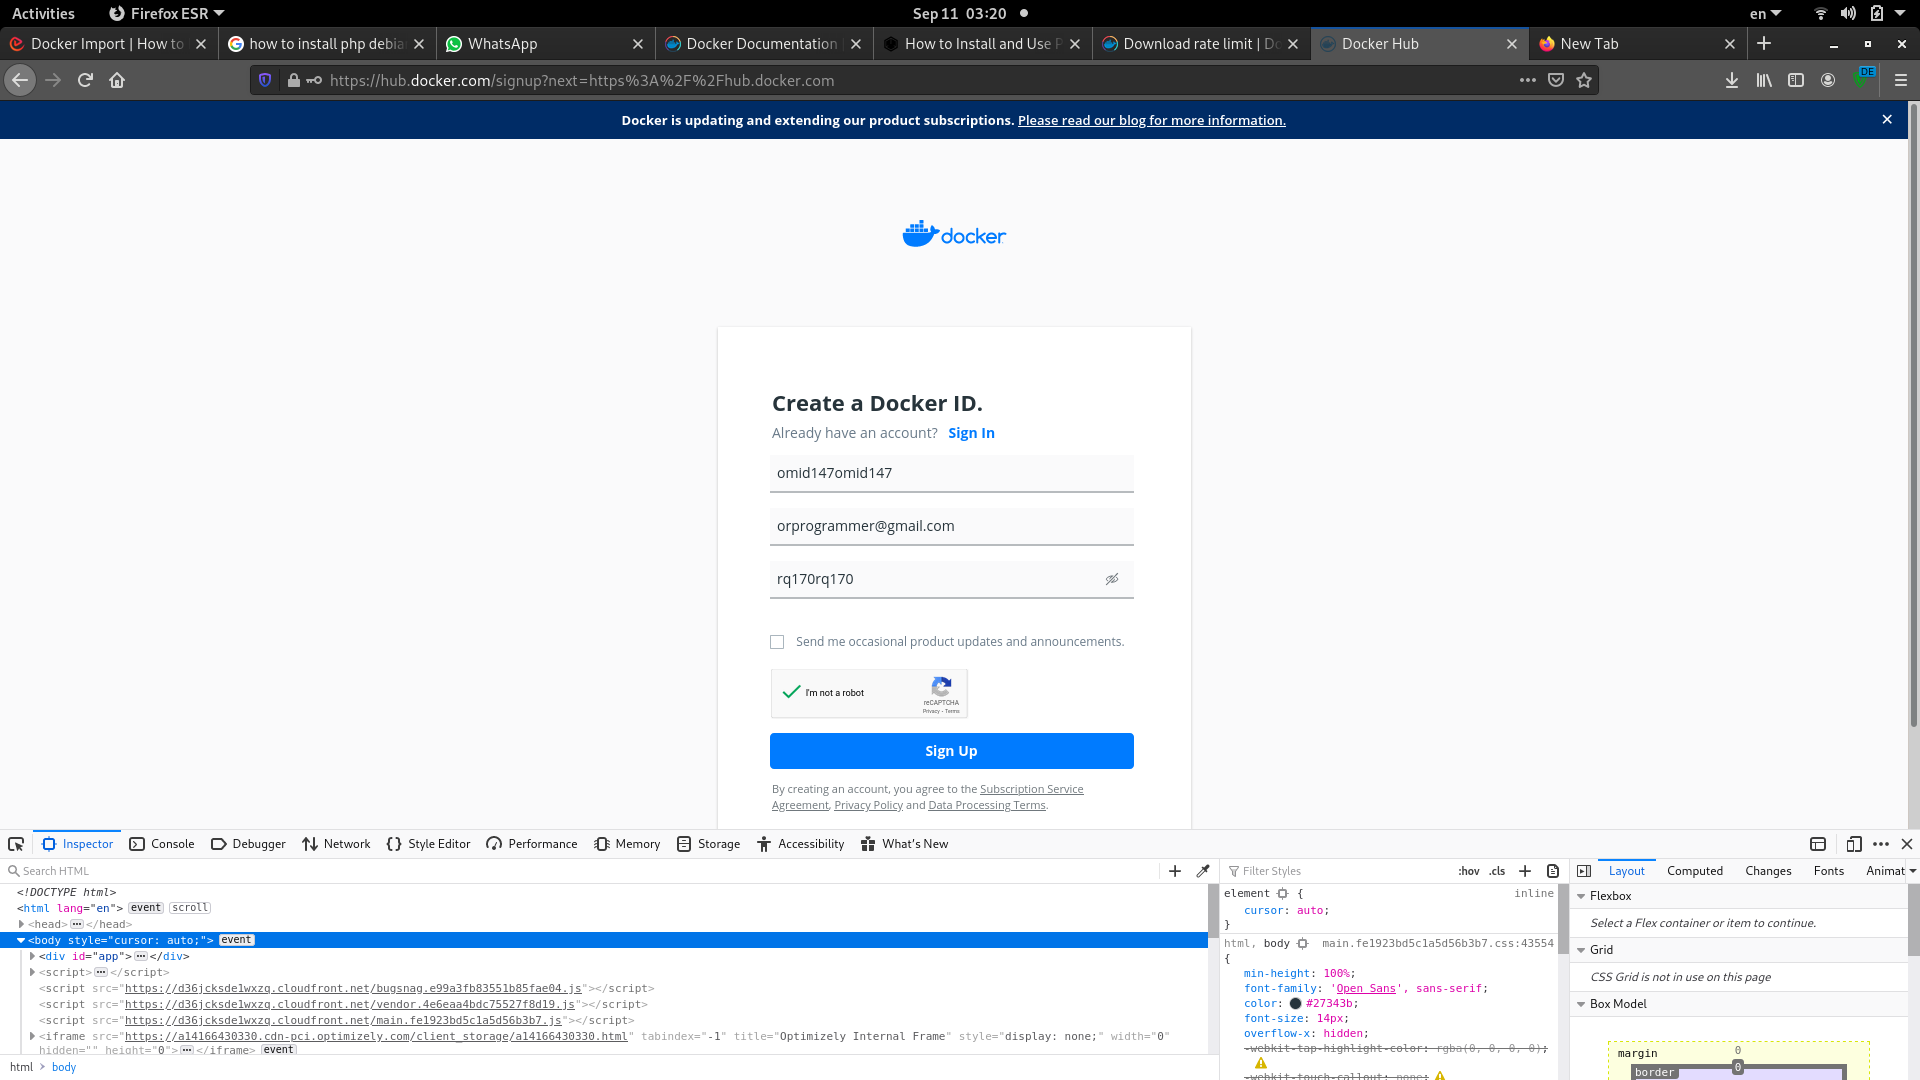 Activities
Firefox ESR
Sep 11 03:20
en
Docker Import | How to
how to install php debia
WhatsApp
Docker Documentation
How to Install and Use P
Download rate limit | Do
Docker Hub
New Tab
https://hub.docker.com/signup?next=https%3A%2F%2Fhub.docker.com
DE
Docker is updating and extending our product subscriptions. Please read our blog for more information.
docker
Create a Docker ID.
Already have an account? Sign In
omid147omid147
orprogrammer@gmail.com
rq170rq170
Send me occasional product updates and announcements.
I'm not a robot
reCAPTCHA
Privacy - Terms
Sign Up
By creating an account, you agree to the Subscription Service
Agreement, Privacy Policy and Data Processing Terms.
Inspector
Console
Debugger
Network
Style Editor
Performance
Memory
Storage
Accessibility
What's New
Search HTML
<!DOCTYPE html>
<html lang="en"> event scroll
<head>···</head>
<body style="cursor: auto;"> event
<div id="app">···</div>
<script>···</script>
<script src="https://d36jcksde1wxzq.cloudfront.net/bugsnag.e99a3fb83551b85fae04.js"></script>
<script src="https://d36jcksde1wxzq.cloudfront.net/vendor.4e6eaa4bdc75527f8d19.js"></script>
<script src="https://d36jcksde1wxzq.cloudfront.net/main.fe1923bd5c1a5d56b3b7.js"></script>
<iframe src="https://a14166430330.cdn-pci.optimizely.com/client_storage/a14166430330.html" tabindex="-1" title="Optimizely Internal Frame" style="display: none;" width="0"
hidden="" height="0">···</iframe> event
html > body
Filter Styles
:hov .cls
element {
inline
cursor: auto;
}
html, body
main.fe1923bd5c1a5d56b3b7.css:43554
{
min-height: 100%;
font-family: 'Open Sans', sans-serif;
color: #27343b;
font-size: 14px;
overflow-x: hidden;
-webkit-tap-highlight-color: rgba(0, 0, 0, 0);
-webkit-touch-callout: none;
Layout
Computed
Changes
Fonts
Animat
Flexbox
Select a Flex container or item to continue.
Grid
CSS Grid is not in use on this page
Box Model
margin
0
border
0